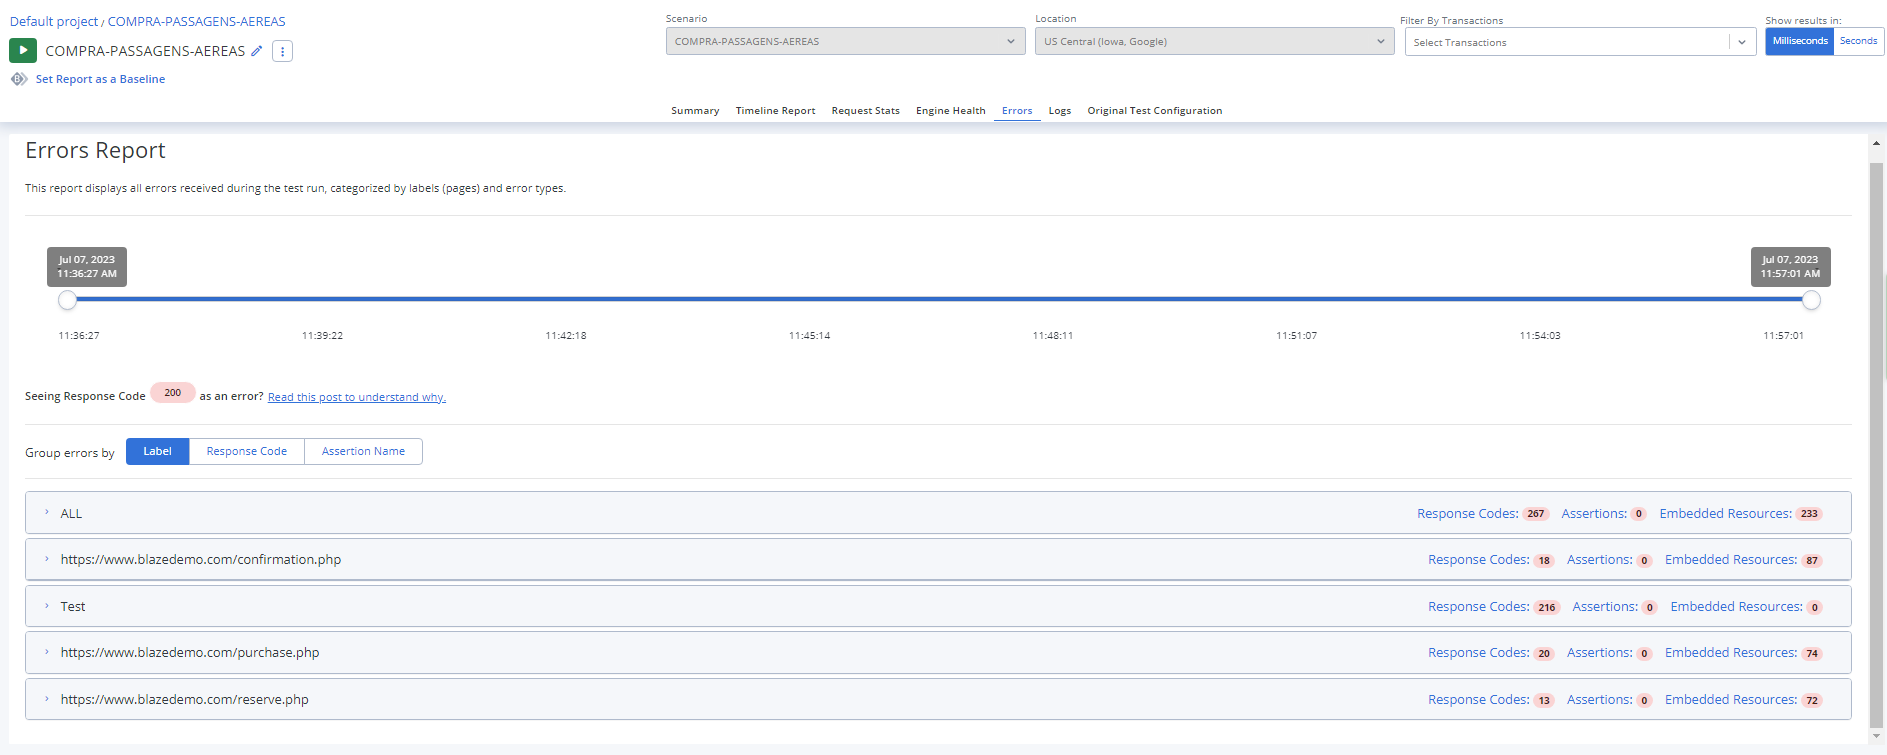 Default project / COMPRA-PASSAGENS-AEREAS
COMPRA-PASSAGENS-AEREAS
Set Report as a Baseline
Scenario
COMPRA-PASSAGENS-AEREAS
Location
US Central (Iowa, Google)
Filter By Transactions
Select Transactions
Show results in:
Milliseconds Seconds
Summary Timeline Report Request Stats Engine Health Errors Logs Original Test Configuration
Errors Report
This report displays all errors received during the test run, categorized by labels (pages) and error types.
Jul 07, 2023
11:36:27 AM
Jul 07, 2023
11:57:01 AM
11:36:27 11:39:22 11:42:18 11:45:14 11:48:11 11:51:07 11:54:03 11:57:01
Seeing Response Code 200 as an error? Read this post to understand why.
Group errors by Label Response Code Assertion Name
ALL Response Codes: 267 Assertions: 0 Embedded Resources: 233
https://www.blazedemo.com/confirmation.php Response Codes: 18 Assertions: 0 Embedded Resources: 87
Test Response Codes: 216 Assertions: 0 Embedded Resources: 0
https://www.blazedemo.com/purchase.php Response Codes: 20 Assertions: 0 Embedded Resources: 74
https://www.blazedemo.com/reserve.php Response Codes: 13 Assertions: 0 Embedded Resources: 72